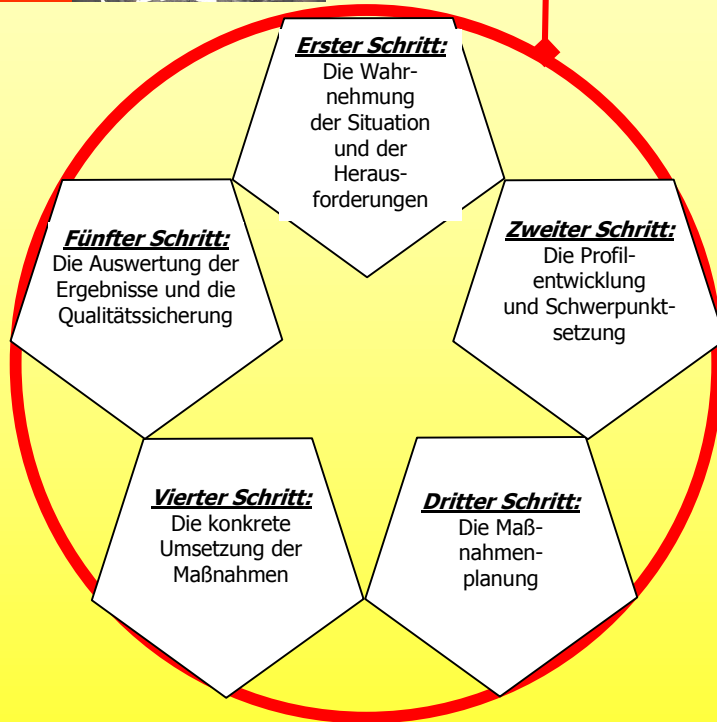 Erster Schritt:
Die Wahr-
nehmung
der Situation
und der
Heraus-
forderungen
Zweiter Schritt:
Die Profil-
entwicklung
und Schwerpunkt-
setzung
Dritter Schritt:
Die Maß-
nahmen-
planung
Vierter Schritt:
Die konkrete
Umsetzung der
Maßnahmen
Fünfter Schritt:
Die Auswertung der
Ergebnisse und die
Qualitätssicherung